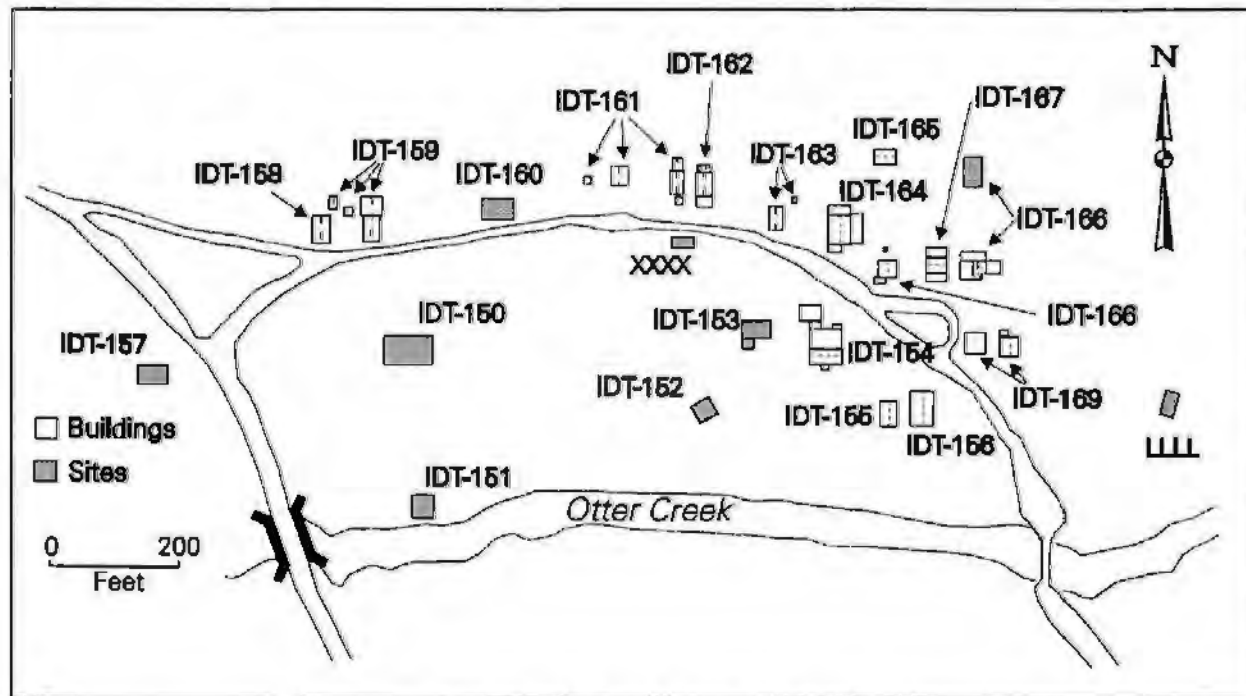 IDT-162
N
IDT-161
IDT-167
IDT-165
IDT-159
IDT-163
IDT-158
IDT-160
IDT-164
IDT-166
XXXX
IDT-150
IDT-153
IDT-166
IDT-157
IDT-154
IDT-152
IDT-169
IDT-155
IDT-156
Buildings
Sites
IDT-151
Otter Creek
0 200
Feet